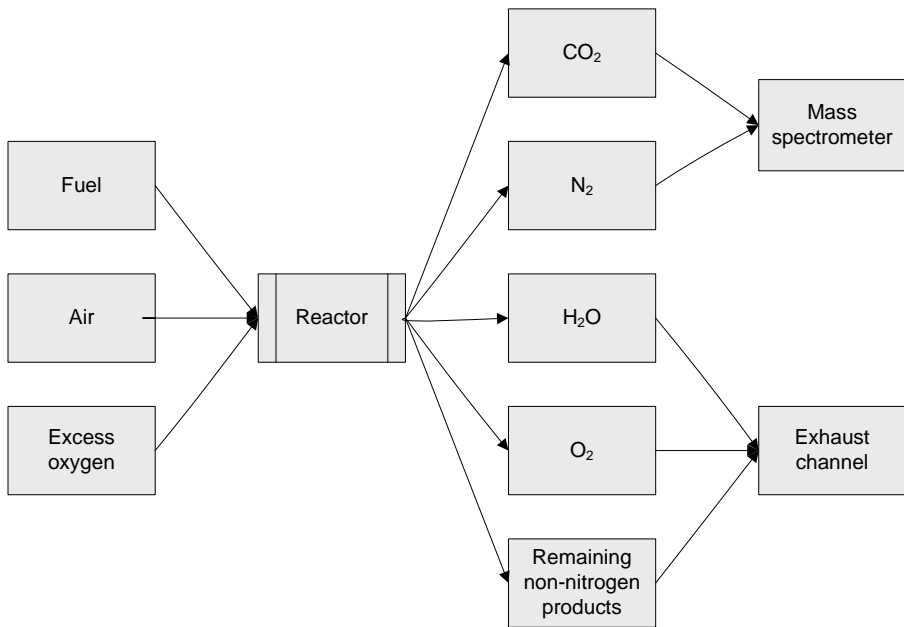 Fuel
Air
Excess
oxygen
Reactor
CO₂
N₂
H₂O
O₂
Remaining
non-nitrogen
products
Mass
spectrometer
Exhaust
channel